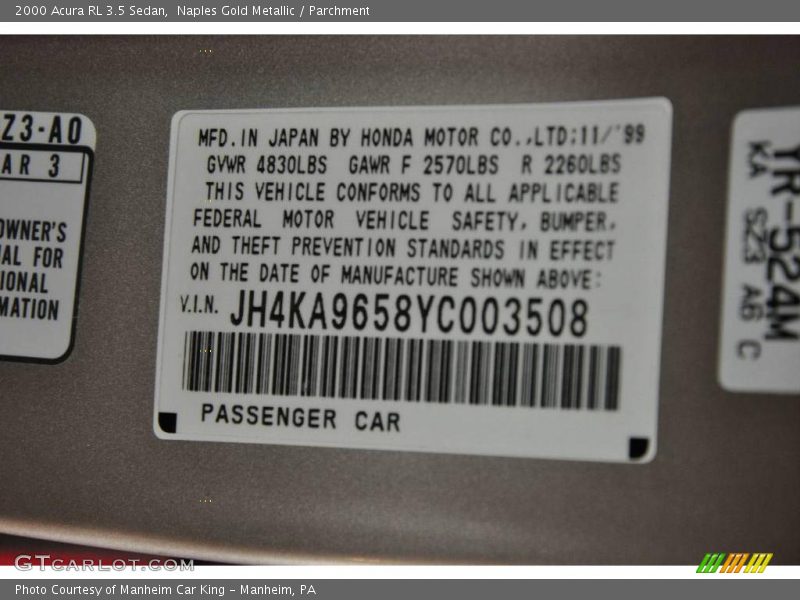 2000 Acura RL 3.5 Sedan, Naples Gold Metallic / Parchment
Z3-A0
AR 3
OWNER'S
AL FOR
IONAL
MATION
MFD. IN JAPAN BY HONDA MOTOR CO.,LTD:11/'99
GVWR 4830LBS GAWR F 2570LBS R 2260LBS
THIS VEHICLE CONFORMS TO ALL APPLICABLE
FEDERAL MOTOR VEHICLE SAFETY, BUMPER,
AND THEFT PREVENTION STANDARDS IN EFFECT
ON THE DATE OF MANUFACTURE SHOWN ABOVE:
V.I.N. JH4KA9658YC003508
PASSENGER CAR
YR-524M
KA SZ3 A6 C
GTCARLOT.COM
Photo Courtesy of Manheim Car King - Manheim, PA